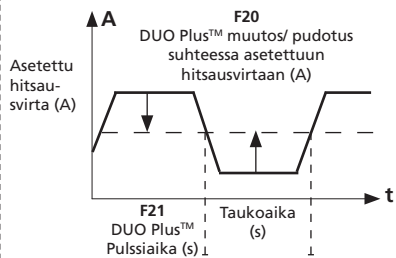 A
F20
DUO Plus™ muutos/ pudotus
suhteessa asetettuun
hitsausvirtaan (A)
Asetettu
hitsau-
svirta (A)
t
F21
DUO Plus™
Pulssiaika (s)
Taukoaika
(s)